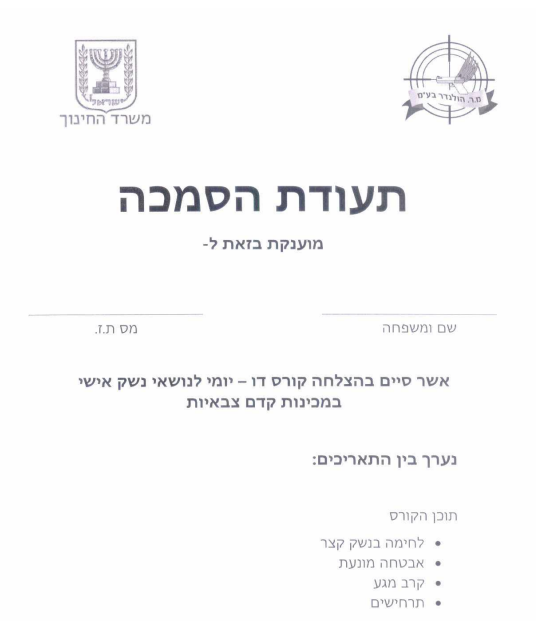 ישראל
משרד החינוך
מ.ר. הולנדר בע"מ
תעודת הסמכה
מוענקת בזאת ל-
שם ומשפחה
מס ת.ז.
אשר סיים בהצלחה קורס דו – יומי לנושאי נשק אישי
במכינות קדם צבאיות
נערך בין התאריכים:
תוכן הקורס
• לחימה בנשק קצר
• אבטחה מונעת
• קרב מגע
• תרחישים